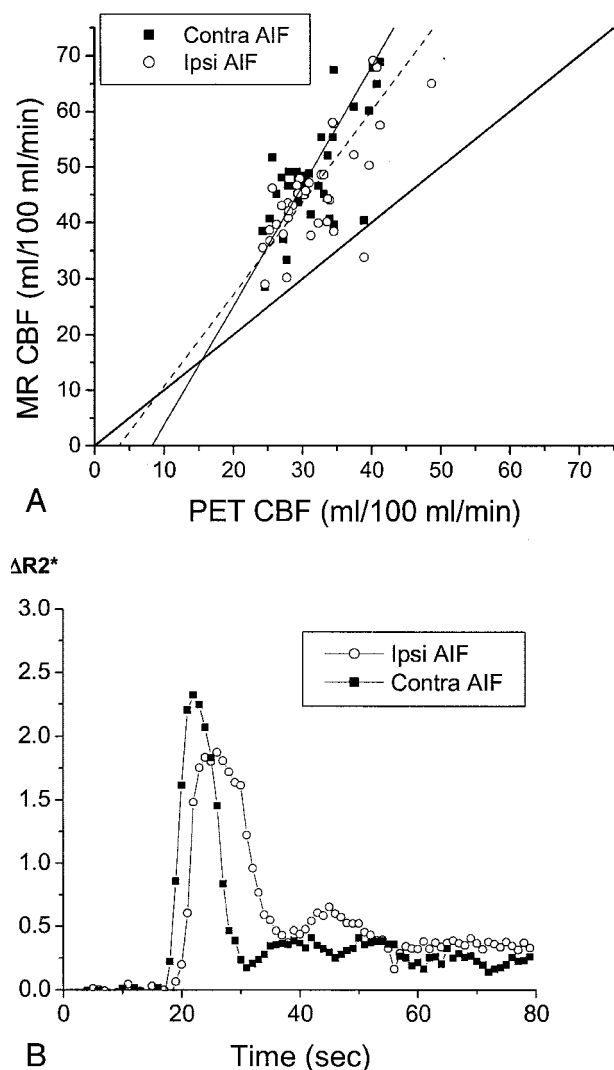 Contra AIF
Ipsi AIF
70
60
50
40
30
20
10
0
MR CBF (ml/100 ml/min)
0 10 20 30 40 50 60 70
A
PET CBF (ml/100 ml/min)
ΔR2*
3.0
2.5
2.0
1.5
1.0
0.5
0.0
Ipsi AIF
Contra AIF
0 20 40 60 80
B
Time (sec)